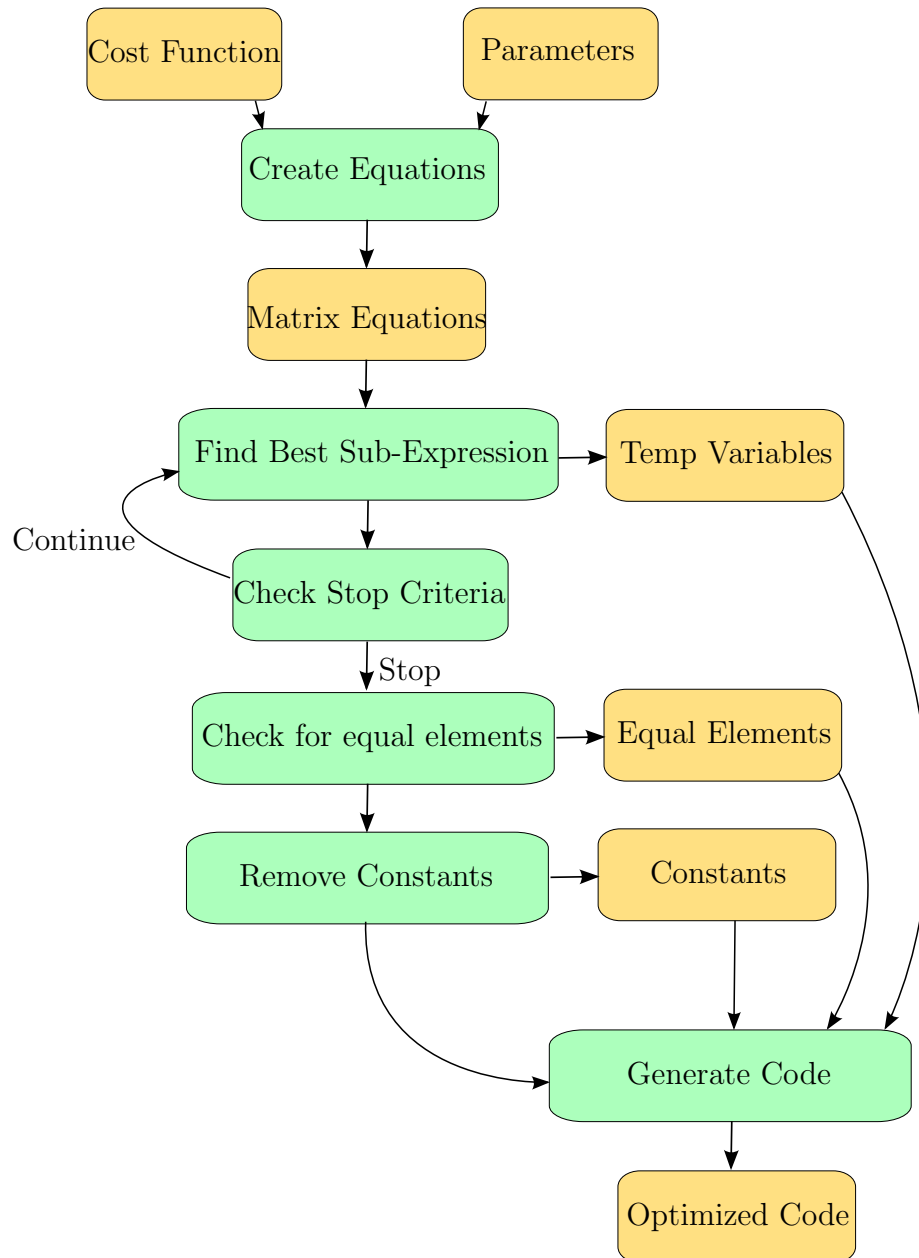 Cost Function
Parameters
Create Equations
Matrix Equations
Find Best Sub-Expression
Temp Variables
Continue
Check Stop Criteria
Stop
Check for equal elements
Equal Elements
Remove Constants
Constants
Generate Code
Optimized Code